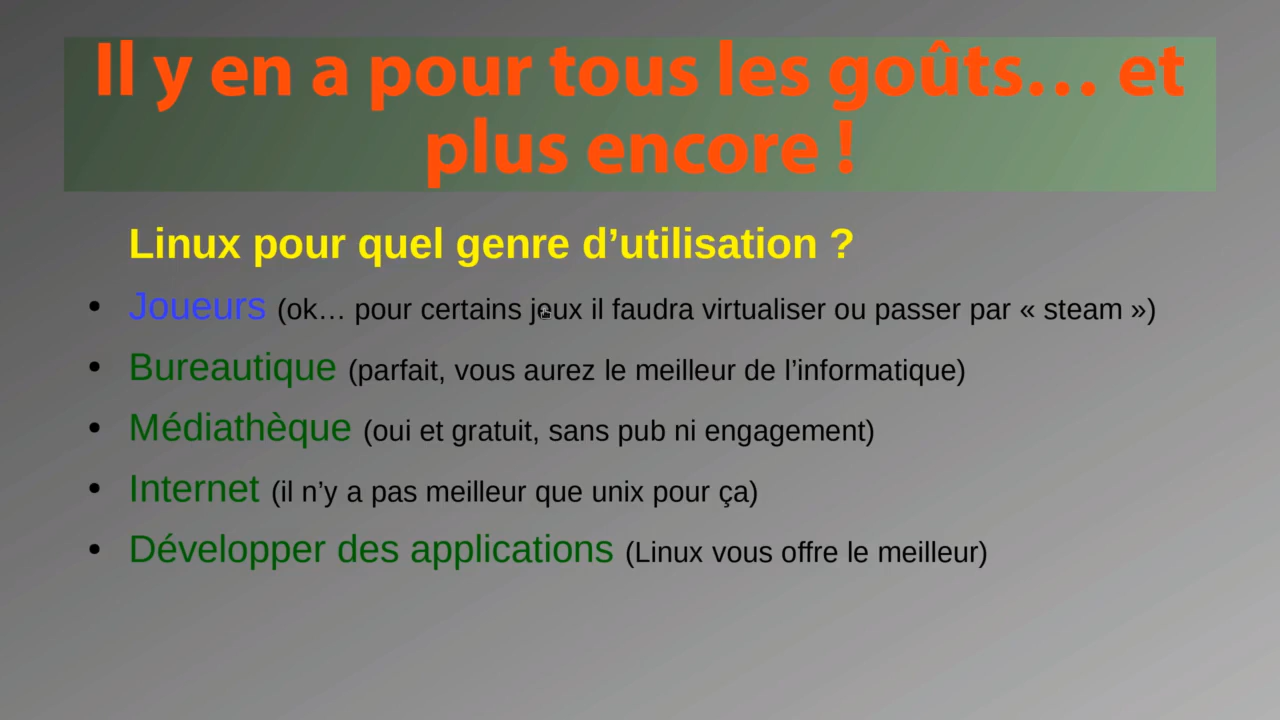 Il y en a pour tous les goûts… et
plus encore !
Linux pour quel genre d’utilisation ?
• Joueurs (ok… pour certains jeux il faudra virtualiser ou passer par « steam »)
• Bureautique (parfait, vous aurez le meilleur de l’informatique)
• Médiathèque (oui et gratuit, sans pub ni engagement)
• Internet (il n’y a pas meilleur que unix pour ça)
• Développer des applications (Linux vous offre le meilleur)